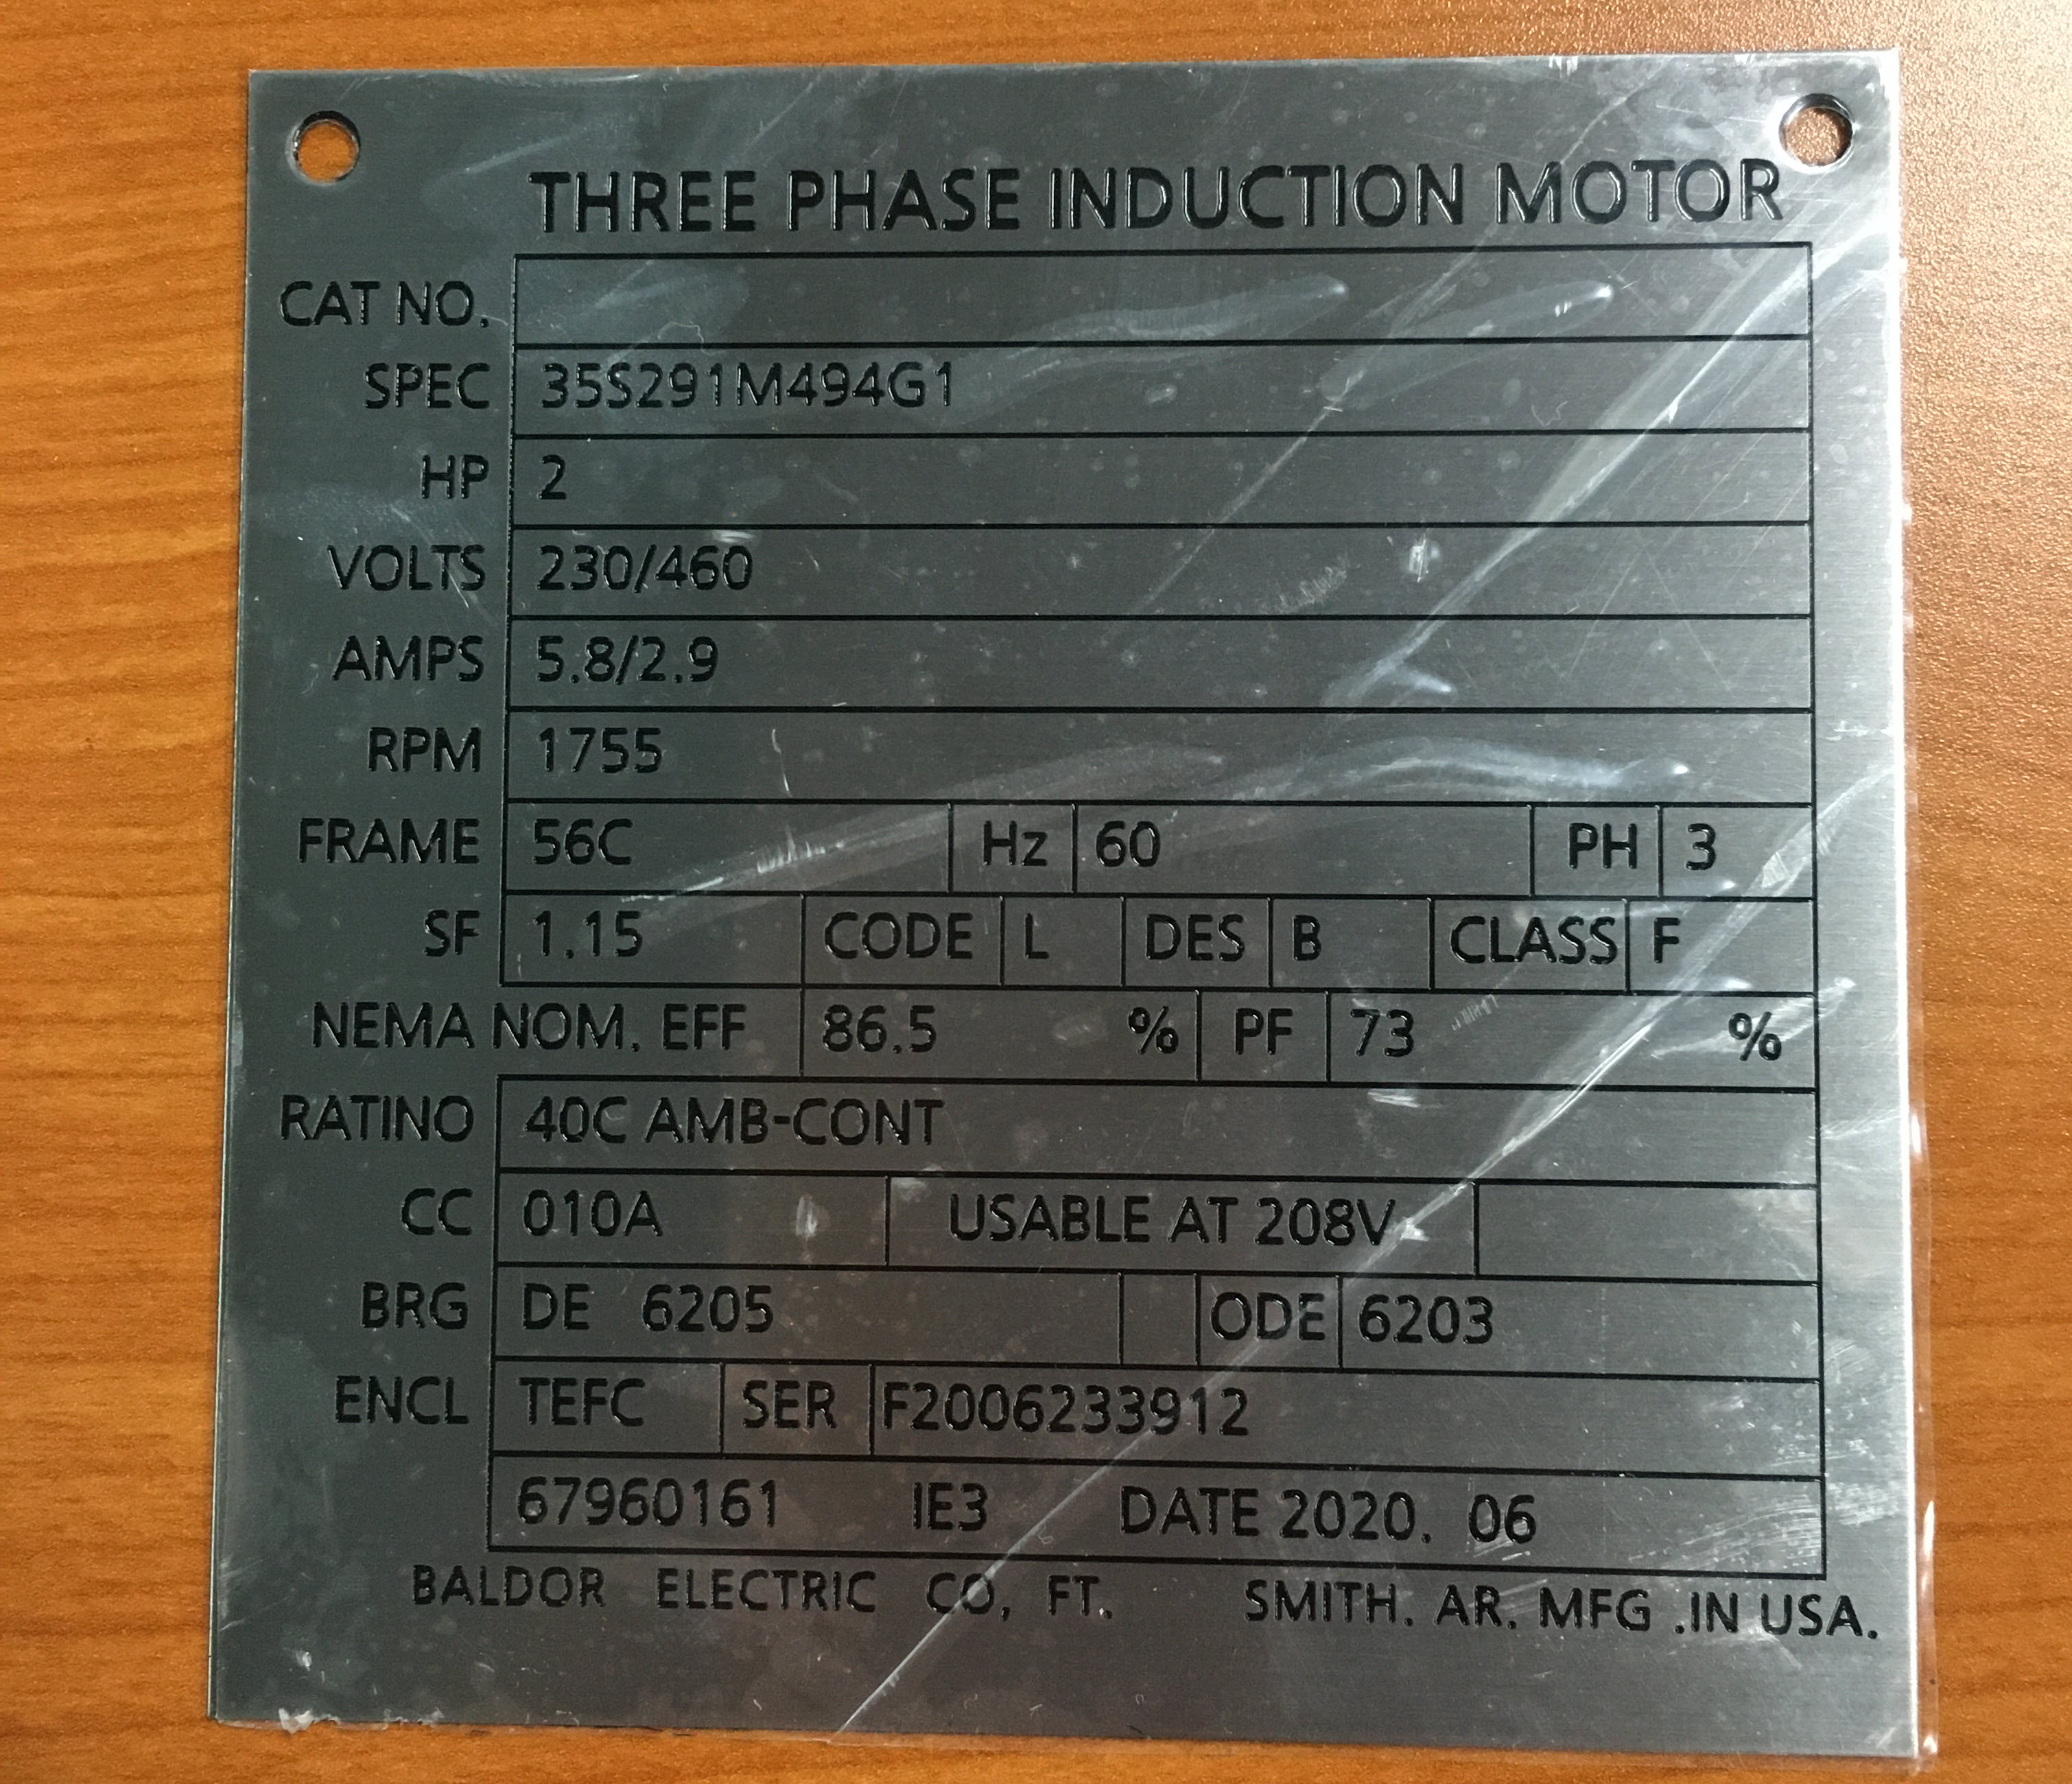 THREE PHASE INDUCTION MOTOR
CAT NO.
SPEC 35S291M494G1
HP 2
VOLTS 230/460
AMPS 5.8/2.9
RPM 1755
FRAME 56C Hz 60 PH 3
SF 1.15 CODE L DES B CLASS F
NEMA NOM. EFF 86.5 % PF 73 %
RATINO 40C AMB-CONT
CC 010A USABLE AT 208V
BRG DE 6205 ODE 6203
ENCL TEFC SER F2006233912
67960161 IE3 DATE 2020. 06
BALDOR ELECTRIC CO, FT. SMITH. AR. MFG .IN USA.